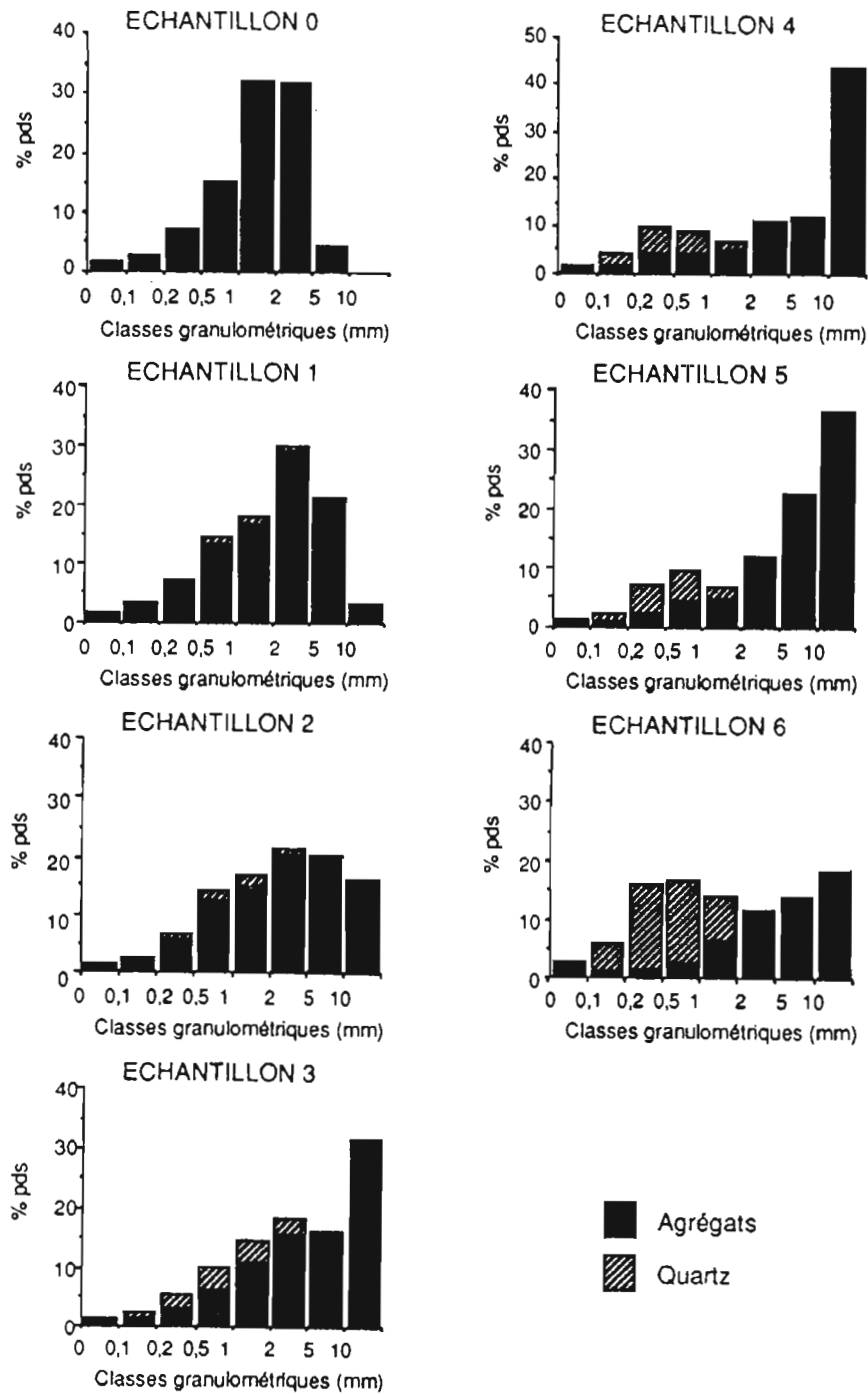 ECHANTILLON 0
40
30
20
10
0
% pds
0 0,1 0,2 0,5 1 2 5 10
Classes granulométriques (mm)
ECHANTILLON 4
50
40
30
20
10
0
% pds
0 0,1 0,2 0,5 1 2 5 10
Classes granulométriques (mm)
ECHANTILLON 1
40
30
20
10
0
% pds
0 0,1 0,2 0,5 1 2 5 10
Classes granulométriques (mm)
ECHANTILLON 5
40
30
20
10
0
% pds
0 0,1 0,2 0,5 1 2 5 10
Classes granulométriques (mm)
ECHANTILLON 2
40
30
20
10
0
% pds
0 0,1 0,2 0,5 1 2 5 10
Classes granulométriques (mm)
ECHANTILLON 6
40
30
20
10
0
% pds
0 0,1 0,2 0,5 1 2 5 10
Classes granulométriques (mm)
ECHANTILLON 3
40
30
20
10
0
% pds
0 0,1 0,2 0,5 1 2 5 10
Classes granulométriques (mm)
Agrégats
Quartz